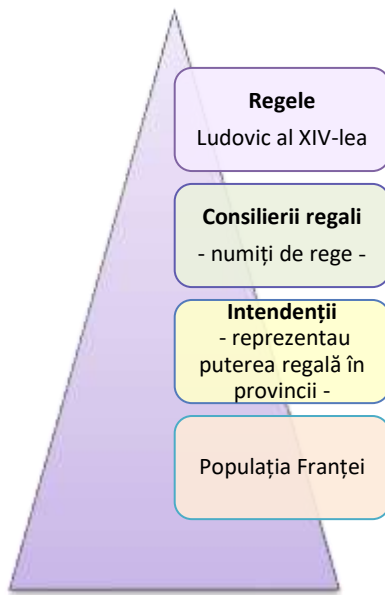 Regele
Ludovic al XIV-lea
Consilierii regali
- numiți de rege -
Intendenții
- reprezentau
puterea regală în
provincii -
Populația Franței